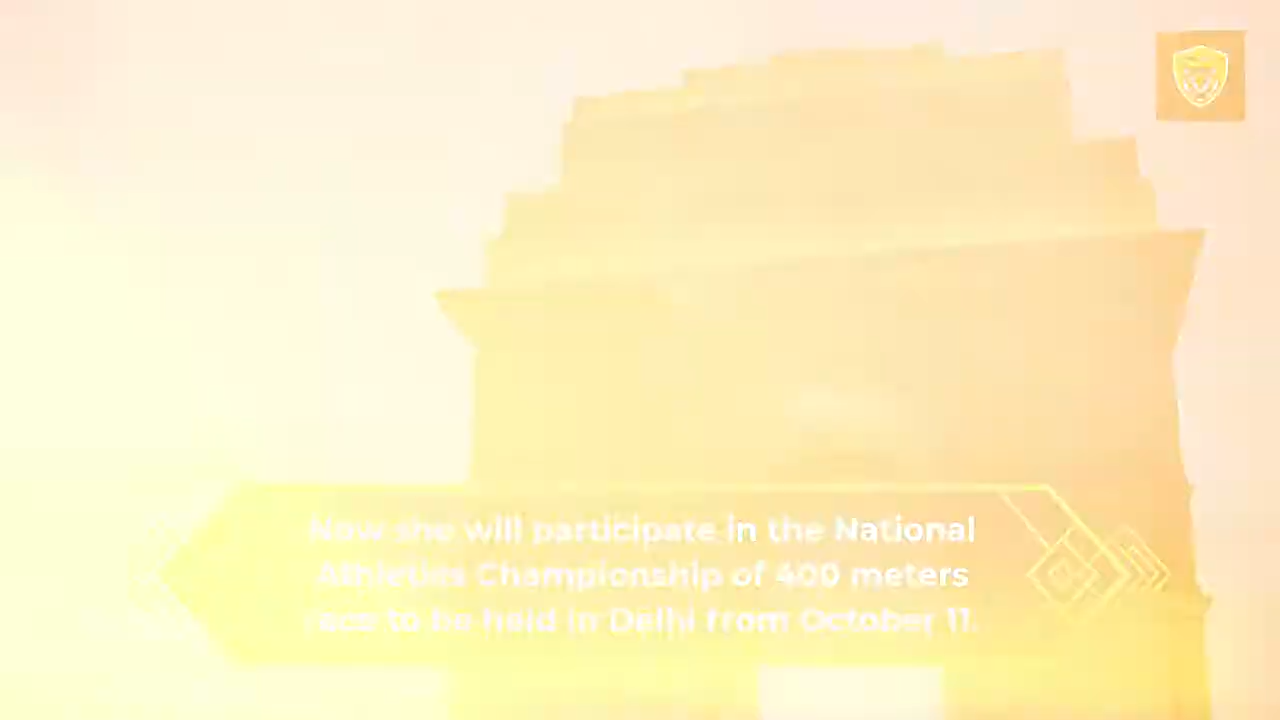 Now she will participate in the National
Athletics Championship of 400 meters
race to be held in Delhi from October 11.